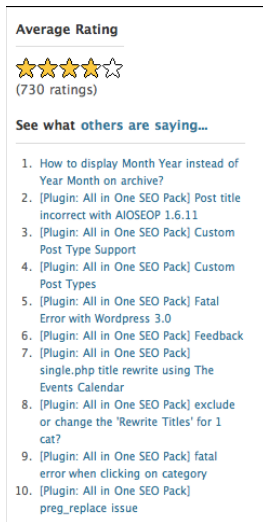 Average Rating
(730 ratings)
See what others are saying...
1. How to display Month Year instead of
Year Month on archive?
2. [Plugin: All in One SEO Pack] Post title
incorrect with AIOSEOP 1.6.11
3. [Plugin: All in One SEO Pack] Custom
Post Type Support
4. [Plugin: All in One SEO Pack] Custom
Post Types
5. [Plugin: All in One SEO Pack] Fatal
Error with Wordpress 3.0
6. [Plugin: All in One SEO Pack] Feedback
7. [Plugin: All in One SEO Pack]
single.php title rewrite using The
Events Calendar
8. [Plugin: All in One SEO Pack] exclude
or change the 'Rewrite Titles' for 1
cat?
9. [Plugin: All in One SEO Pack] fatal
error when clicking on category
10. [Plugin: All in One SEO Pack]
preg_replace issue